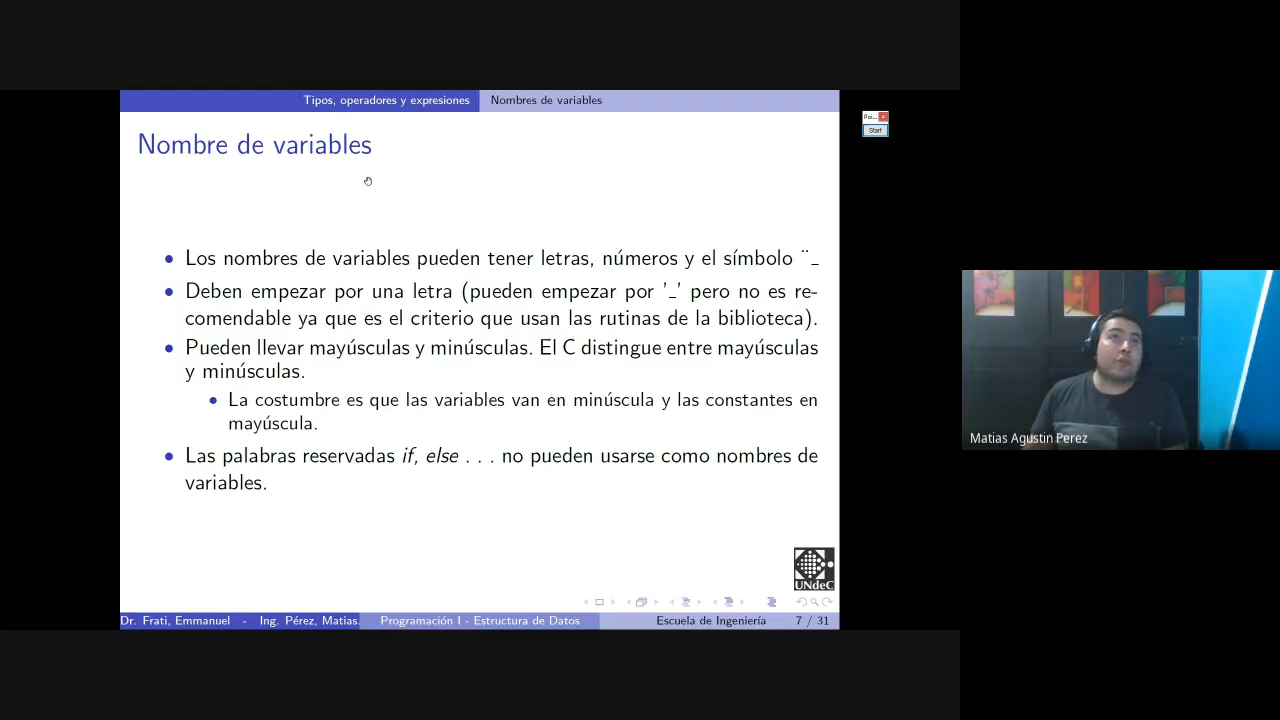 Tipos, operadores y expresiones Nombres de variables
Nombre de variables
Poi...
Start
• Los nombres de variables pueden tener letras, números y el símbolo ¨_
• Deben empezar por una letra (pueden empezar por '_' pero no es re-
comendable ya que es el criterio que usan las rutinas de la biblioteca).
• Pueden llevar mayúsculas y minúsculas. El C distingue entre mayúsculas
y minúsculas.
• La costumbre es que las variables van en minúscula y las constantes en
mayúscula.
• Las palabras reservadas if, else . . . no pueden usarse como nombres de
variables.
Matias Agustin Perez
UNdeC
Dr. Frati, Emmanuel - Ing. Pérez, Matias. Programación I - Estructura de Datos Escuela de Ingeniería 7 / 31